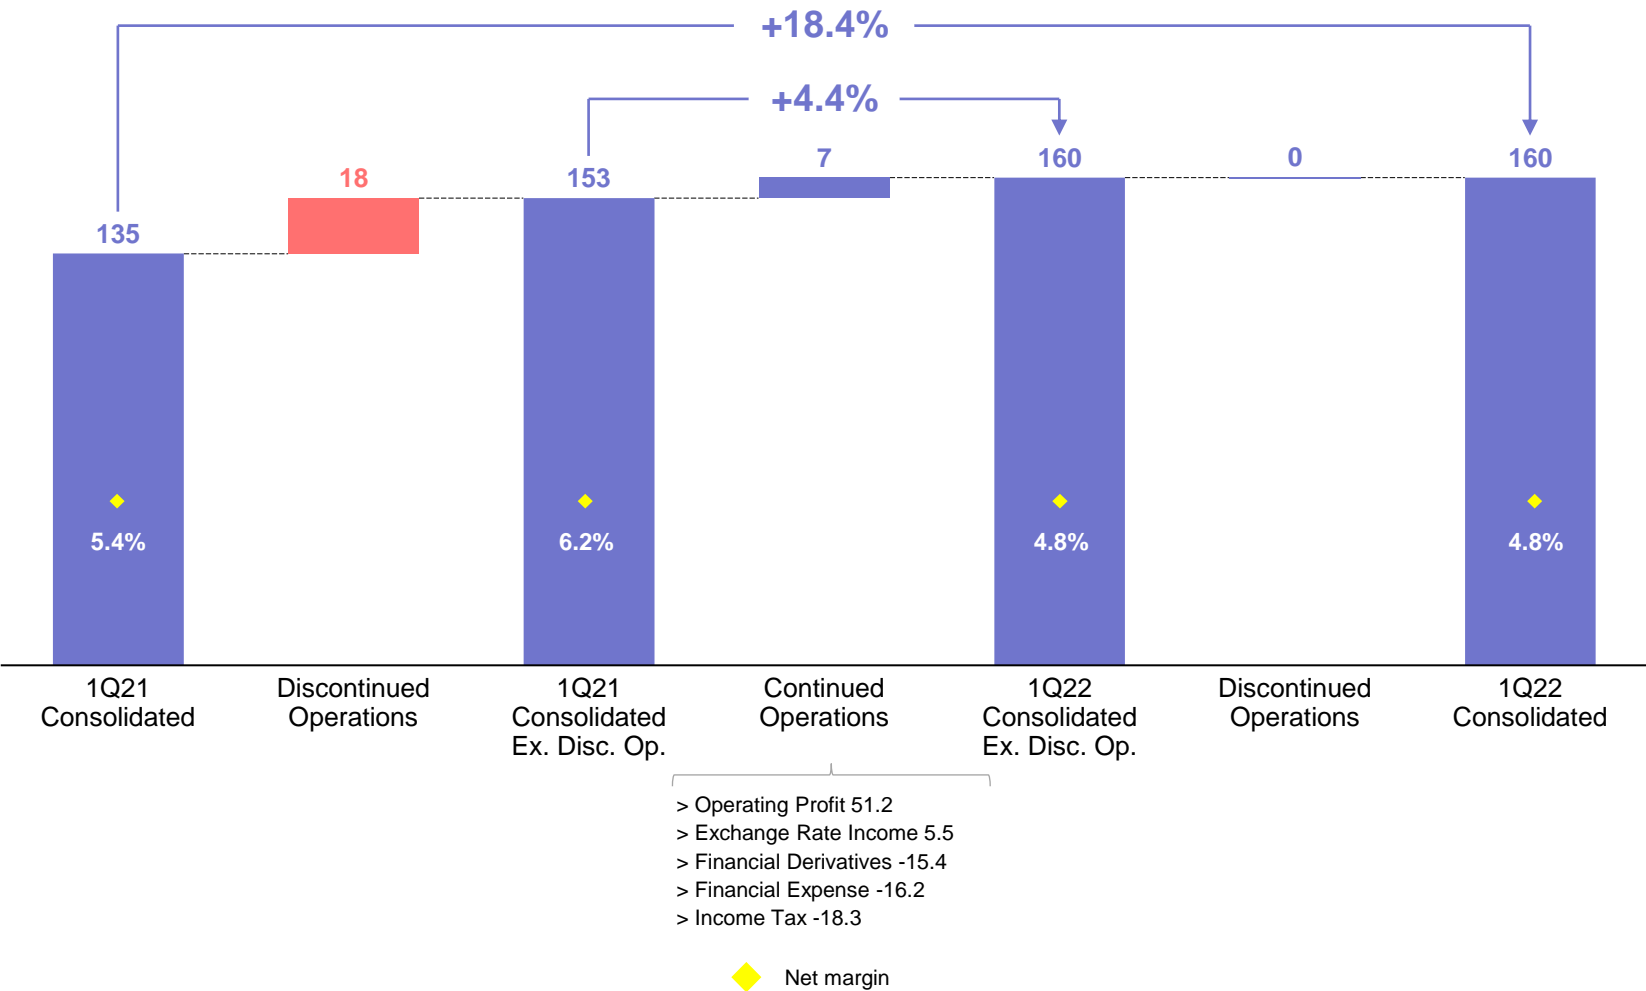 +18.4%
+4.4%
135
18
153
7
160
0
160
5.4%
6.2%
4.8%
4.8%
1Q21
Consolidated
Discontinued
Operations
1Q21
Consolidated
Ex. Disc. Op.
Continued
Operations
1Q22
Consolidated
Ex. Disc. Op.
Discontinued
Operations
1Q22
Consolidated
> Operating Profit 51.2
> Exchange Rate Income 5.5
> Financial Derivatives -15.4
> Financial Expense -16.2
> Income Tax -18.3
Net margin